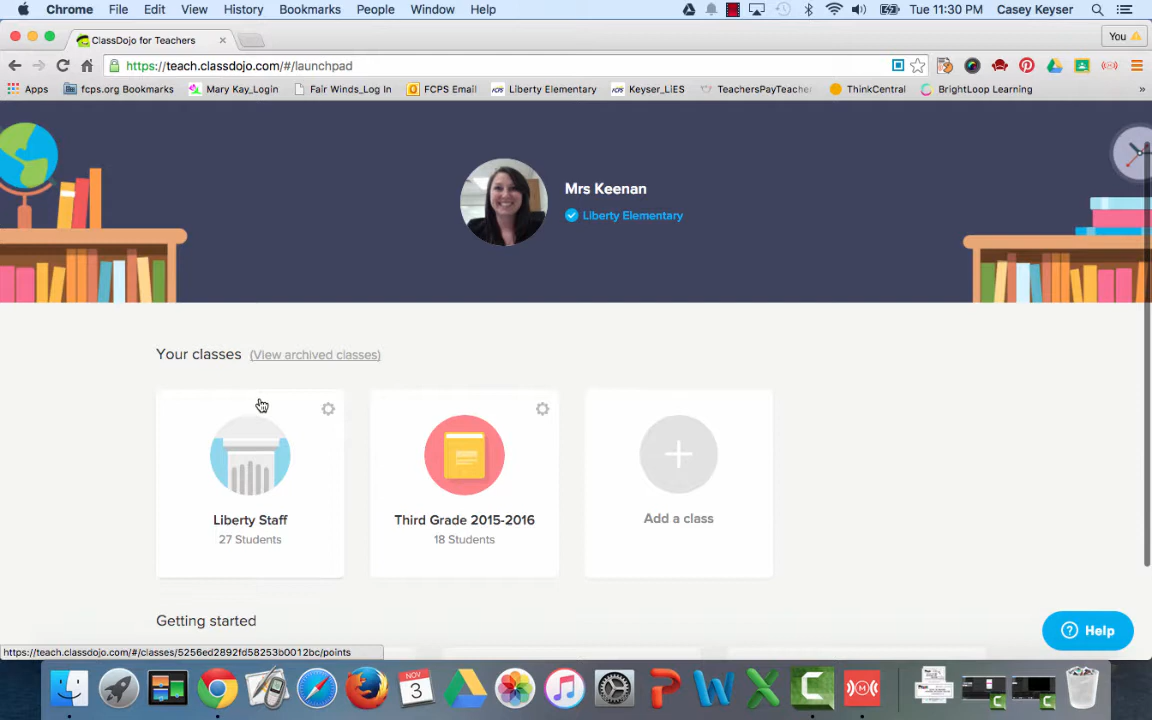 Chrome File Edit View History Bookmarks People Window Help Tue 11:30 PM Casey Keyser
ClassDojo for Teachers You
https://teach.classdojo.com/#/launchpad
Apps fcps.org Bookmarks Mary Kay_Login Fair Winds_Log In FCPS Email Liberty Elementary Keyser_LiES TeachersPayTeache ThinkCentral BrightLoop Learning »
Mrs Keenan
Liberty Elementary
Your classes (View archived classes)
Liberty Staff
27 Students
Third Grade 2015-2016
18 Students
Add a class
Getting started
? Help
https://teach.classdojo.com/#/classes/5256ed2892fd58253b0012bc/points
NOV
3